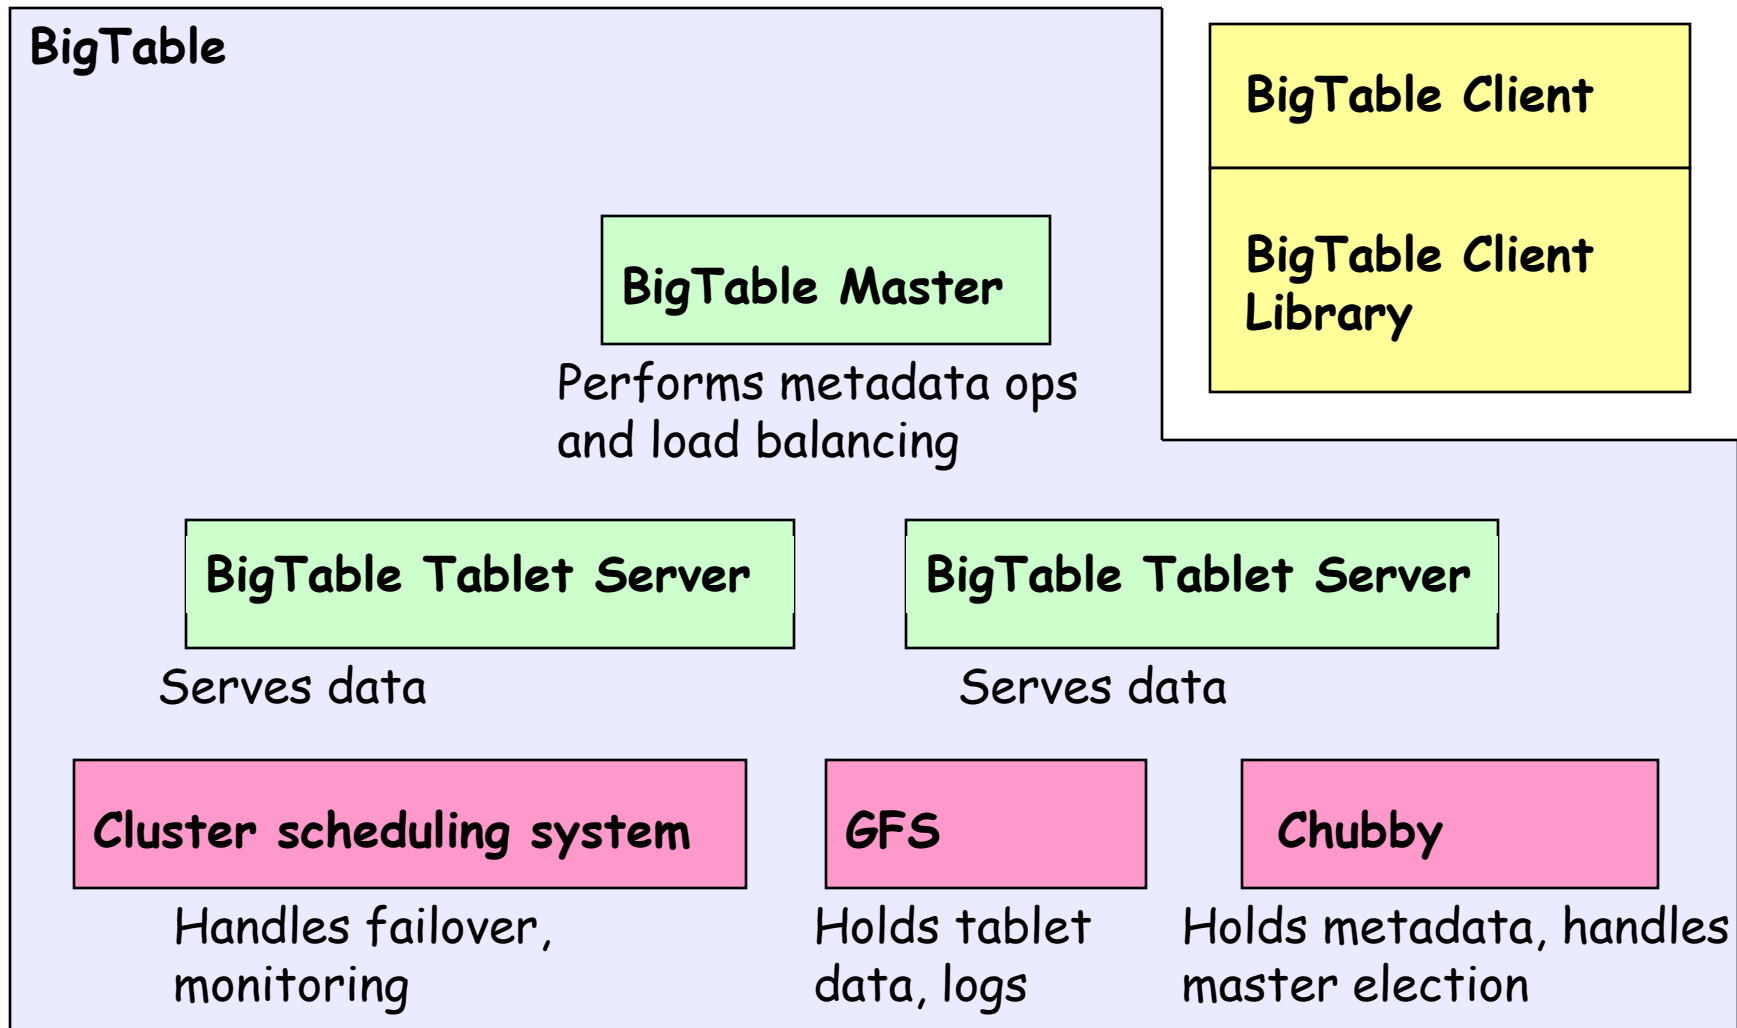 BigTable
BigTable Client
BigTable Client
Library
BigTable Master
Performs metadata ops
and load balancing
BigTable Tablet Server
BigTable Tablet Server
Serves data
Serves data
Cluster scheduling system
GFS
Chubby
Handles failover,
monitoring
Holds tablet
data, logs
Holds metadata, handles
master election